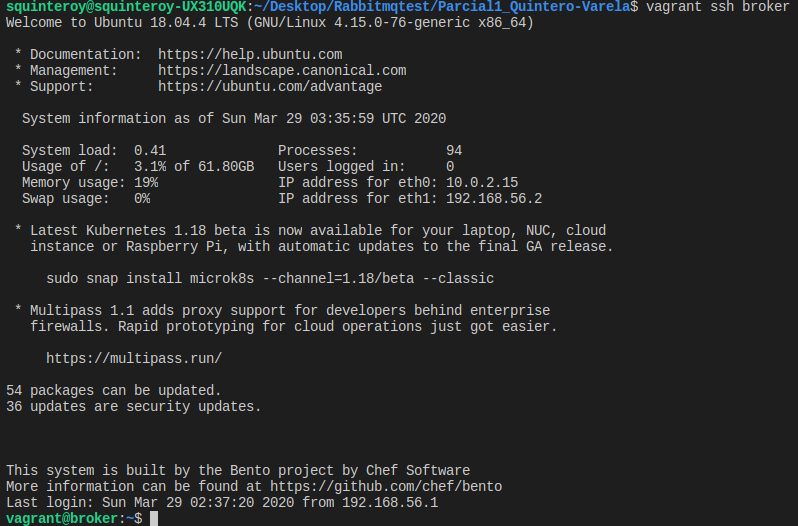 squinteroy@squinteroy-UX310UQK:~/Desktop/Rabbitmqtest/Parcial1_Quintero-Varela$ vagrant ssh broker
Welcome to Ubuntu 18.04.4 LTS (GNU/Linux 4.15.0-76-generic x86_64)
* Documentation:  https://help.ubuntu.com
* Management:     https://landscape.canonical.com
* Support:        https://ubuntu.com/advantage
System information as of Sun Mar 29 03:35:59 UTC 2020
System load:  0.41               Processes:           94
Usage of /:   3.1% of 61.80GB   Users logged in:     0
Memory usage: 19%                IP address for eth0: 10.0.2.15
Swap usage:   0%                 IP address for eth1: 192.168.56.2
* Latest Kubernetes 1.18 beta is now available for your laptop, NUC, cloud
instance or Raspberry Pi, with automatic updates to the final GA release.
sudo snap install microk8s --channel=1.18/beta --classic
* Multipass 1.1 adds proxy support for developers behind enterprise
firewalls. Rapid prototyping for cloud operations just got easier.
https://multipass.run/
54 packages can be updated.
36 updates are security updates.
This system is built by the Bento project by Chef Software
More information can be found at https://github.com/chef/bento
Last login: Sun Mar 29 02:37:20 2020 from 192.168.56.1
vagrant@broker:~$